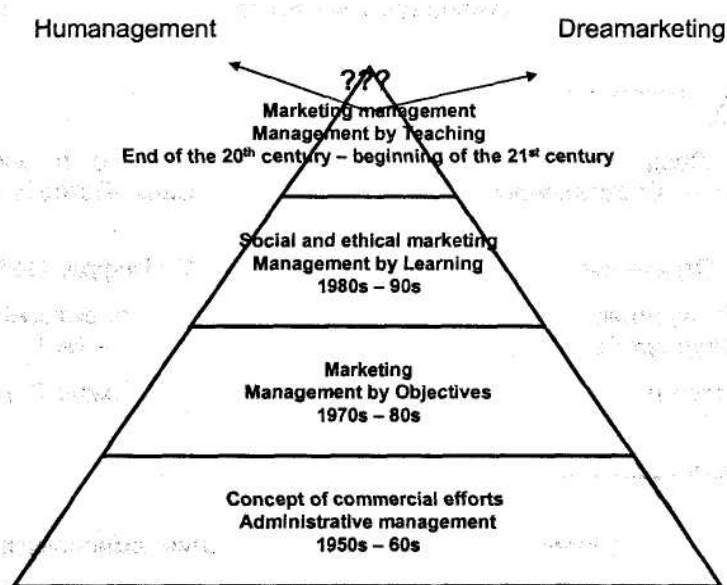 Humanagement
Dreamarketing
???
Marketing management
Management by Teaching
End of the 20th century – beginning of the 21st century
Social and ethical marketing
Management by Learning
1980s – 90s
Marketing
Management by Objectives
1970s – 80s
Concept of commercial efforts
Administrative management
1950s – 60s